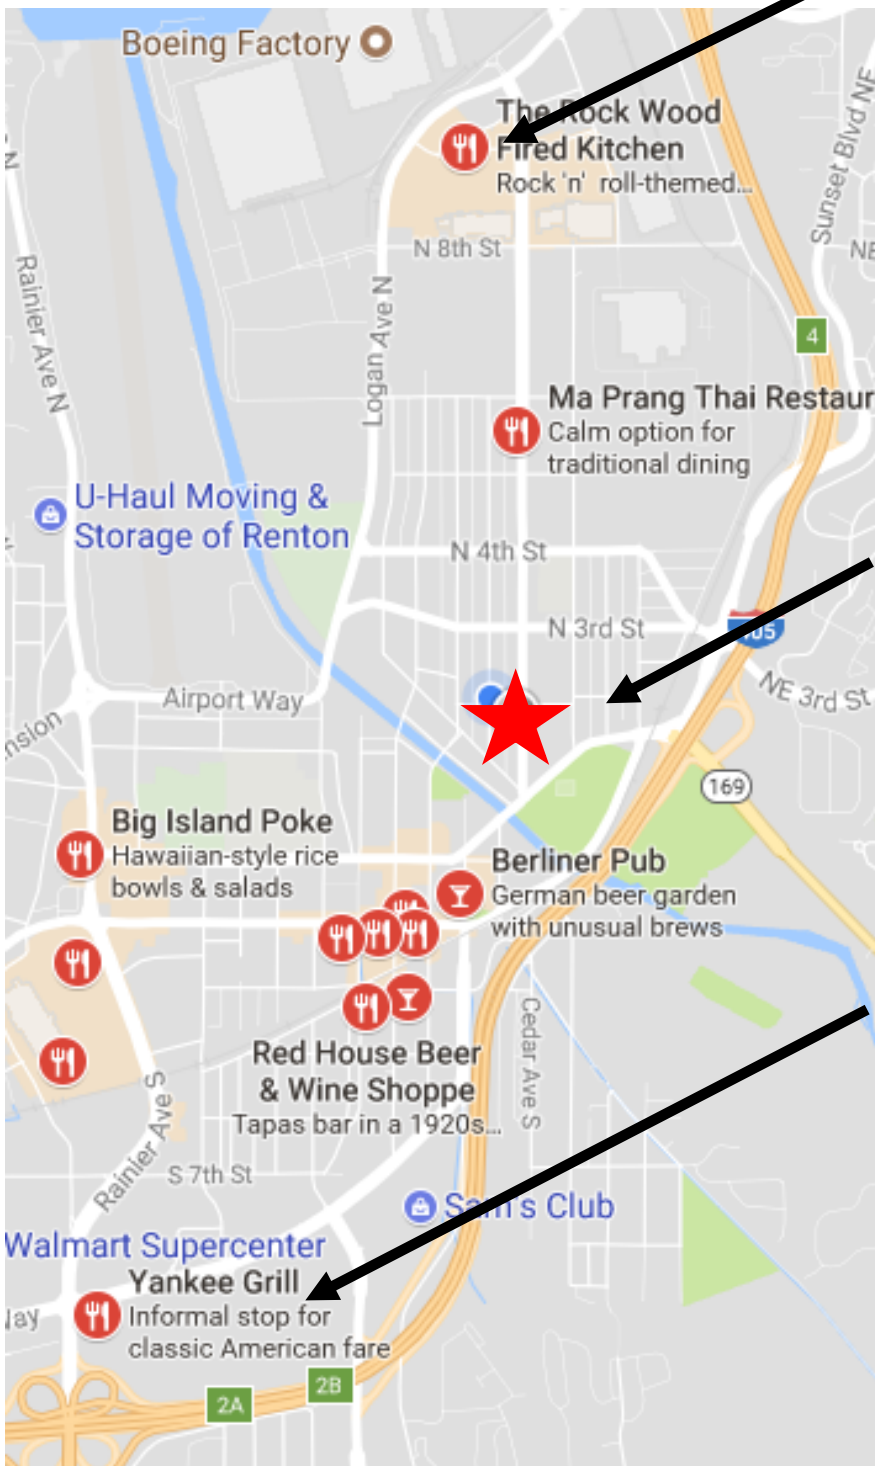 Boeing Factory
The Rock Wood
Fired Kitchen
Rock 'n' roll-themed...
Sunset Blvd NE
N
N 8th St
NE
Rainier Ave N
Logan Ave N
4
Ma Prang Thai Restaur
Calm option for
traditional dining
U-Haul Moving &
Storage of Renton
N 4th St
N 3rd St
405
NE 3rd St
Airport Way
nsion
169
Big Island Poke
Hawaiian-style rice
bowls & salads
Berliner Pub
German beer garden
with unusual brews
Cedar Ave S
Red House Beer
& Wine Shoppe
Tapas bar in a 1920s...
Rainier Ave S
S 7th St
Sam's Club
Walmart Supercenter
Yankee Grill
Informal stop for
classic American fare
Way
2B
2A